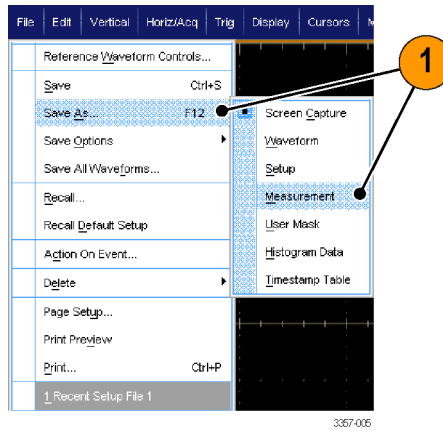 File Edit Vertical Horiz/Acq Trig Display Cursors
Reference Waveform Controls...
Save Ctrl+S
Save As... F12
Save Options
Save All Waveforms...
Recall...
Recall Default Setup
Action On Event...
Delete
Page Setup...
Print Preview
Print... Ctrl+P
1 Recent Setup File 1
Screen Capture
Waveform
Setup
Measurement
User Mask
Histogram Data
Timestamp Table
1
3357-005